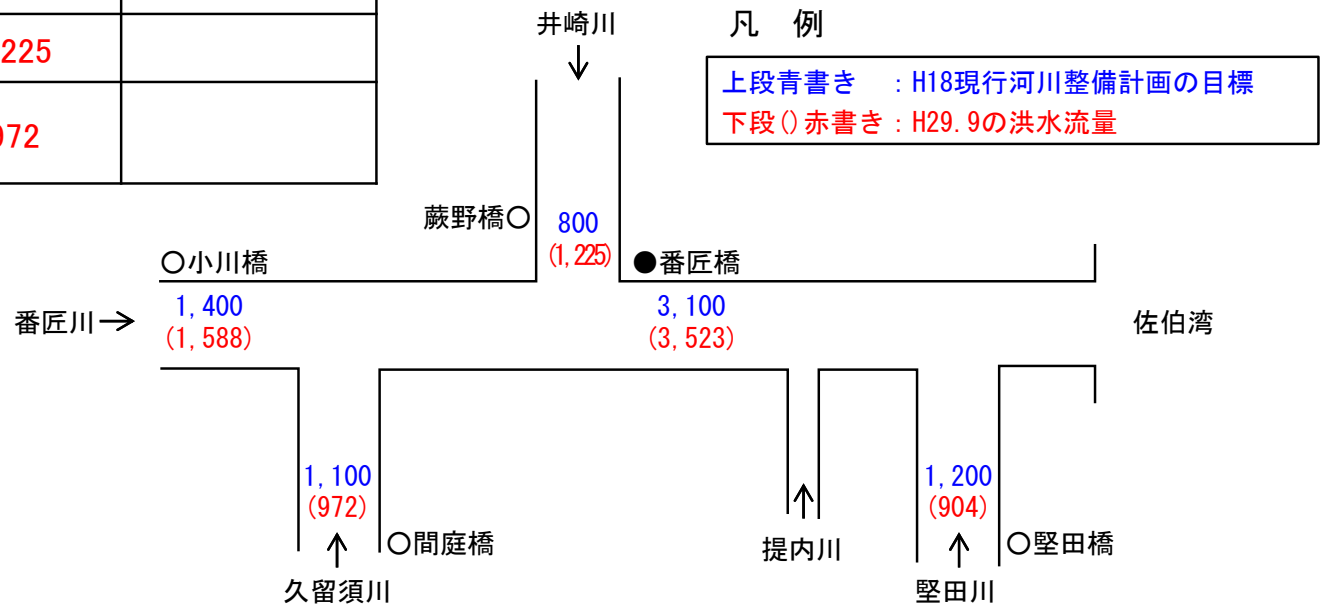 225
972
井崎川
凡 例
上段青書き ：H18現行河川整備計画の目標
下段()赤書き：H29.9の洪水流量
蕨野橋○
800
(1,225)
○小川橋
●番匠橋
番匠川→
1,400
(1,588)
3,100
(3,523)
佐伯湾
1,100
(972)
1,200
(904)
○間庭橋
○堅田橋
提内川
久留須川
堅田川